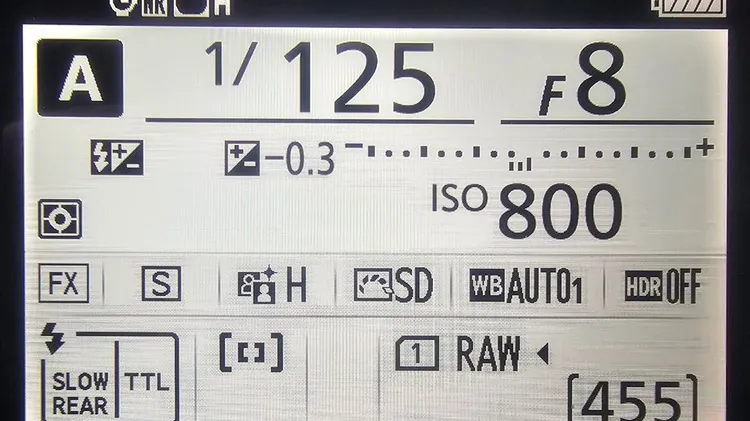 NR H
A 1/125 F8
-0.3 - +
ISO 800
FX S H SD WB AUTO1 HDR OFF
SLOW REAR TTL 1 RAW
[455]